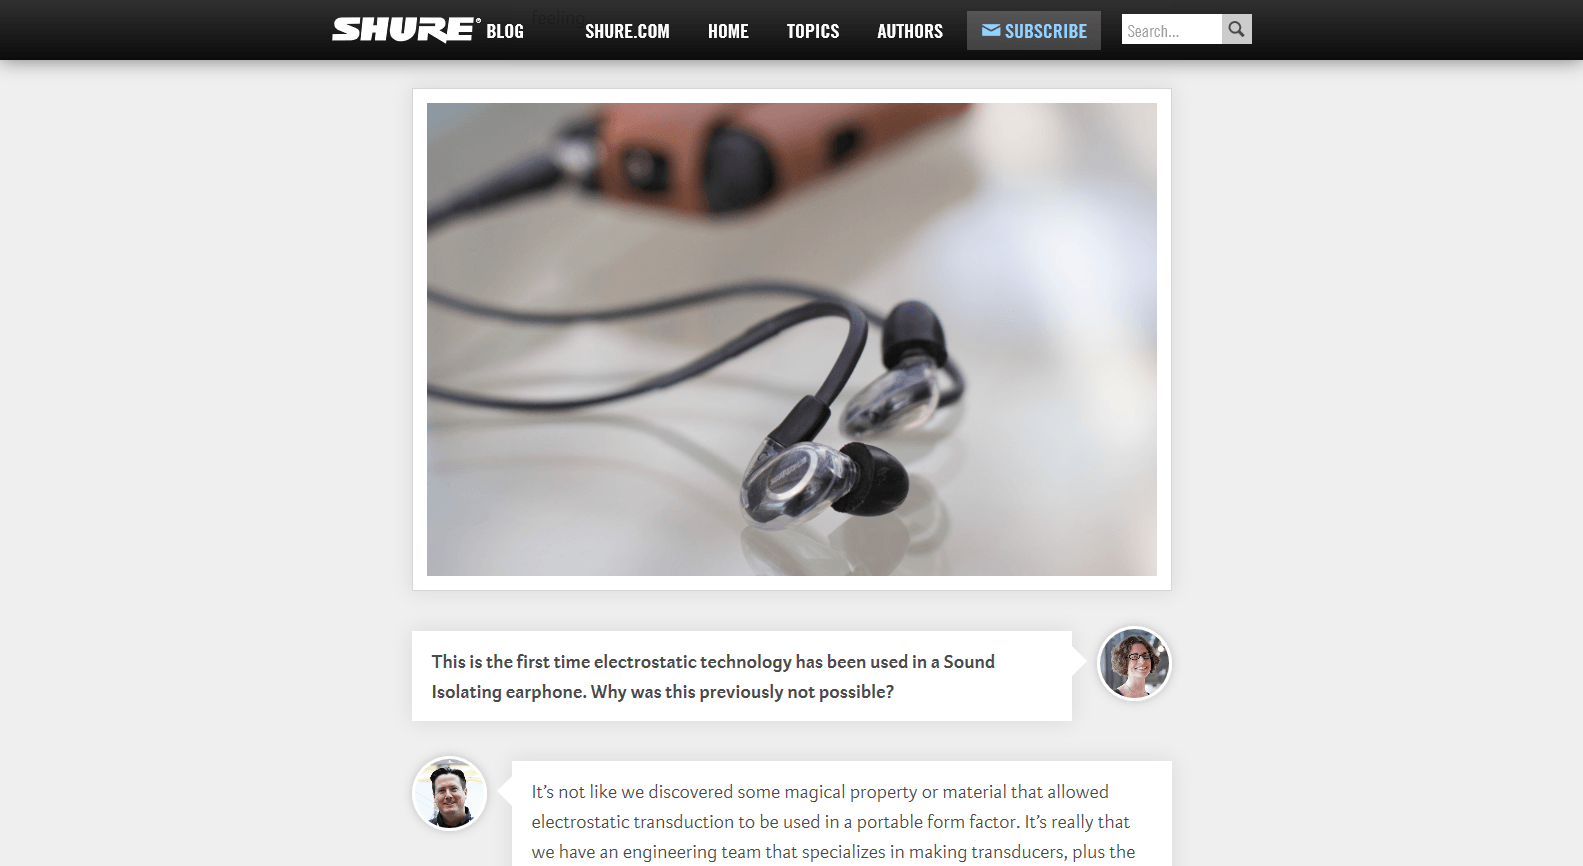 feeling
SHURE® BLOG
SHURE.COM
HOME
TOPICS
AUTHORS
SUBSCRIBE
Search...
This is the first time electrostatic technology has been used in a Sound
Isolating earphone. Why was this previously not possible?
It’s not like we discovered some magical property or material that allowed
electrostatic transduction to be used in a portable form factor. It’s really that
we have an engineering team that specializes in making transducers, plus the